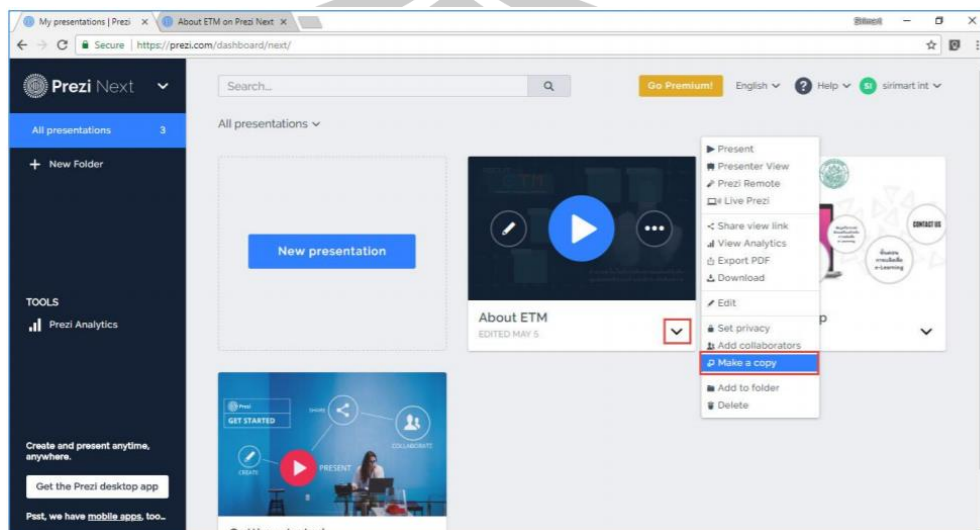 My presentations | Prezi
About ETM on Prezi Next
Secure
https://prezi.com/dashboard/next/
Prezi Next
Search...
Go Premium!
English
Help
SI
sirimart int
All presentations 3
All presentations
+ New Folder
New presentation
Present
Presenter View
Prezi Remote
Live Prezi
Share view link
View Analytics
Export PDF
Download
Edit
Set privacy
Add collaborators
Make a copy
Add to folder
Delete
CONTACT US
e-Learning
About ETM
EDITED MAY 5
p
TOOLS
Prezi Analytics
Prezi
GET STARTED
SHARE
COLLABORATE
CREATE
PRESENT
Create and present anytime,
anywhere.
Get the Prezi desktop app
Psst, we have mobile apps, too...